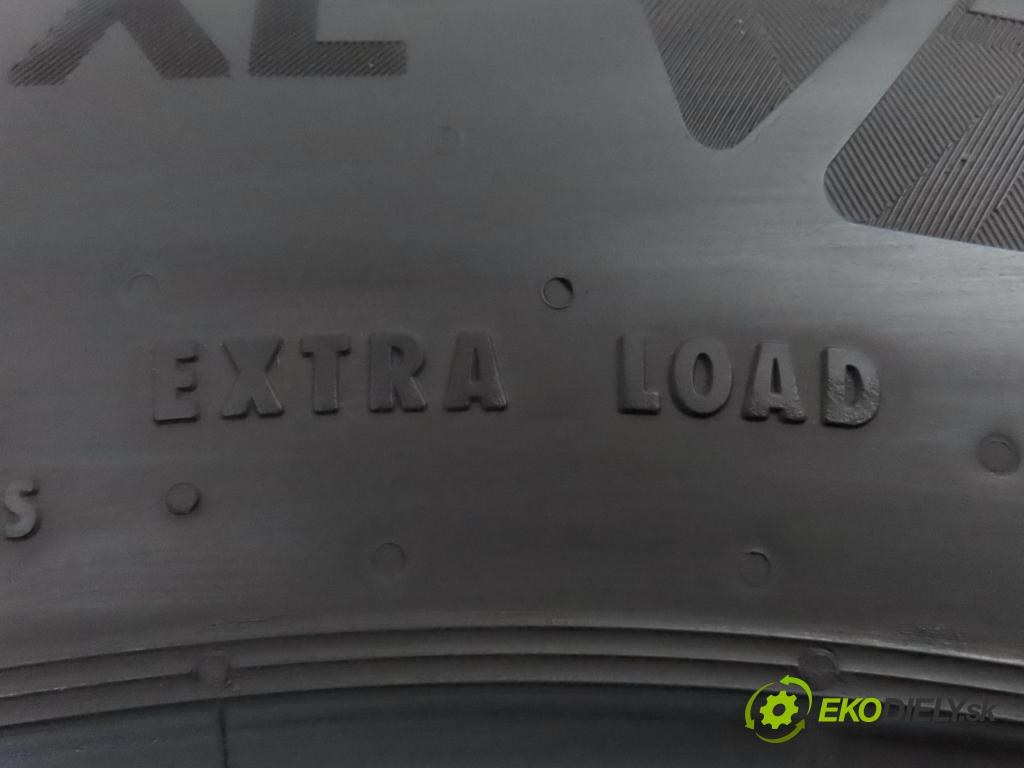 XL
EXTRA LOAD
S
EKODIELY.sk